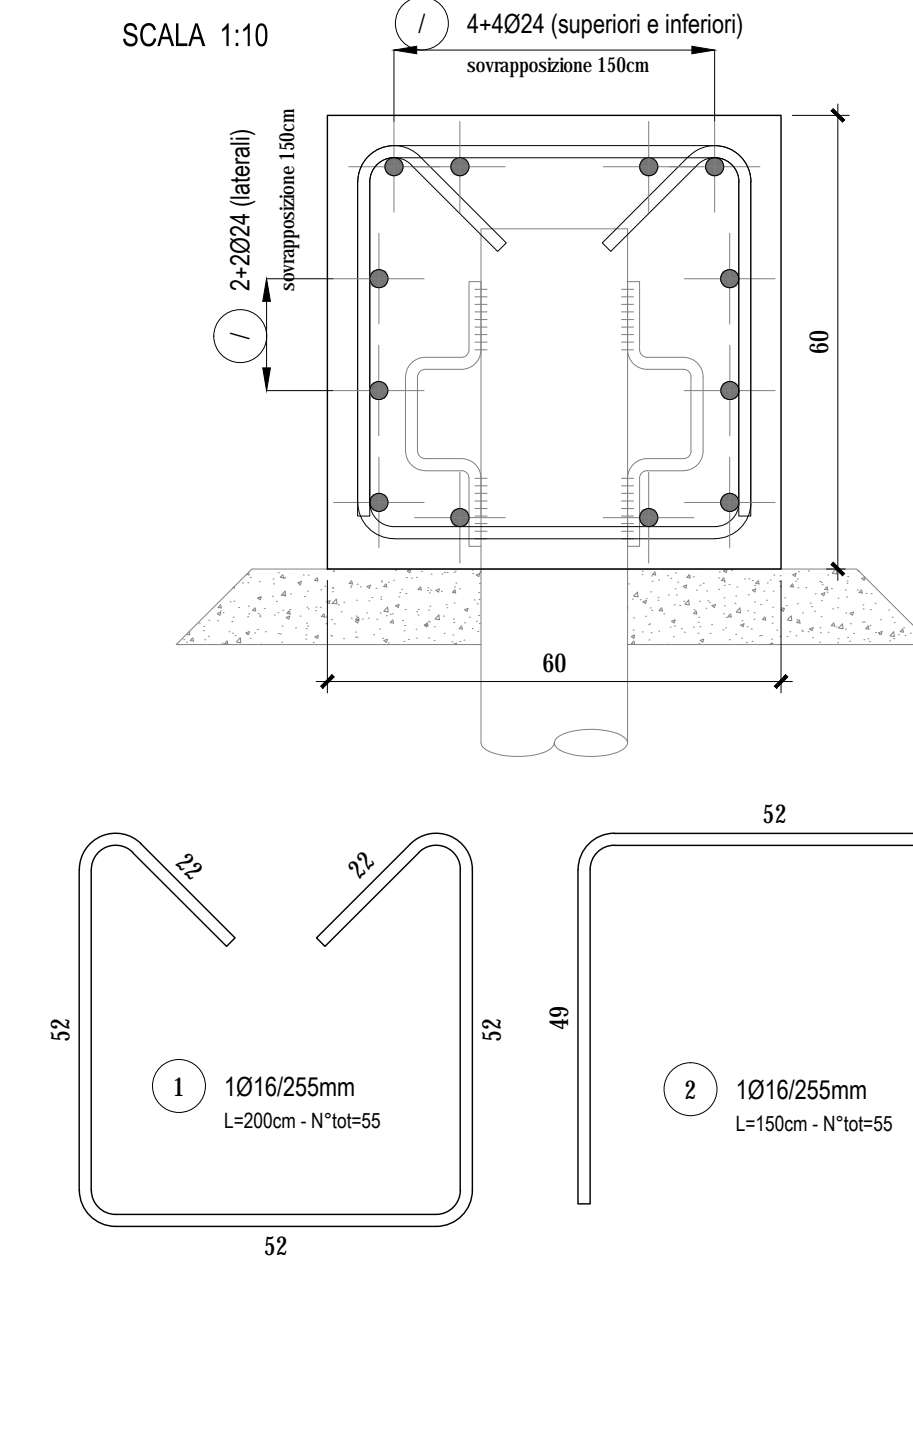 SCALA 1:10
/ 4+4Ø24 (superiori e inferiori)
sovrapposizione 150cm
2+2Ø24 (laterali)
sovrapposizione 150cm
/
60
60
22
22
52
52
52
1 1Ø16/255mm
L=200cm - N°tot=55
52
49
2 1Ø16/255mm
L=150cm - N°tot=55